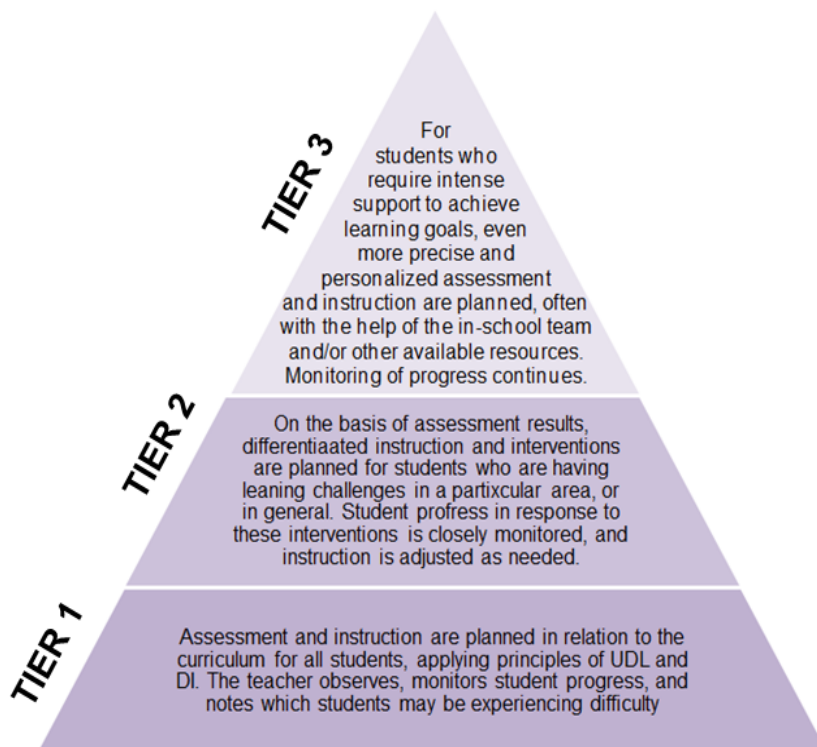 TIER 3
For
students who
require intense
support to achieve
learning goals, even
more precise and
personalized assessment
and instruction are planned, often
with the help of the in-school team
and/or other available resources.
Monitoring of progress continues.
TIER 2
On the basis of assessment results,
differentiaated instruction and interventions
are planned for students who are having
leaning challenges in a partixcular area, or
in general. Student profress in response to
these interventions is closely monitored, and
instruction is adjusted as needed.
TIER 1
Assessment and instruction are planned in relation to the
curriculum for all students, applying principles of UDL and
DI. The teacher observes, monitors student progress, and
notes which students may be experiencing difficulty